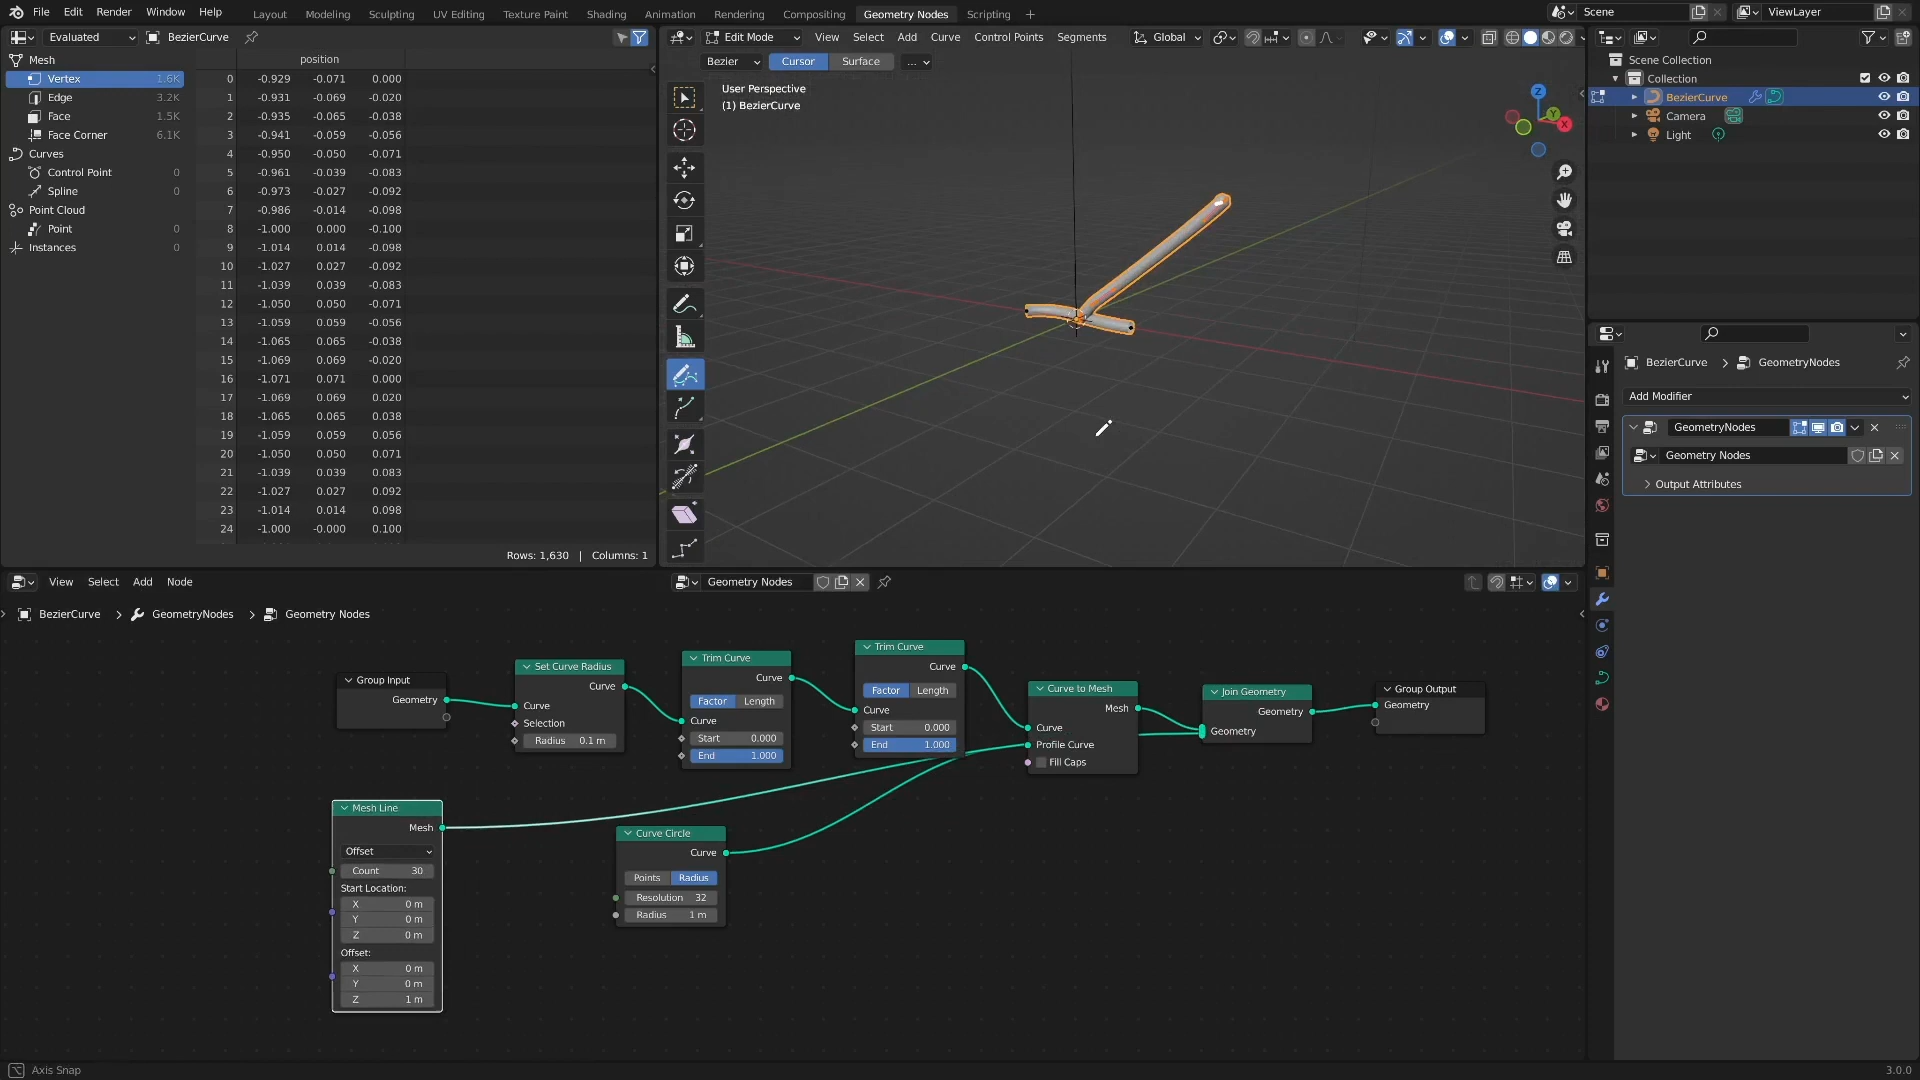 File Edit Render Window Help
Layout Modeling Sculpting UV Editing Texture Paint Shading Animation Rendering Compositing Geometry Nodes Scripting +
Scene
ViewLayer
Evaluated
BezierCurve
Mesh
Vertex 1.6K
Edge 3.2K
Face 1.5K
Face Corner 6.1K
Curves
Control Point 0
Spline 0
Point Cloud
Point 0
Instances 0
position
0 -0.929 -0.071 0.000
1 -0.931 -0.069 -0.020
2 -0.935 -0.065 -0.038
3 -0.941 -0.059 -0.056
4 -0.950 -0.050 -0.071
5 -0.961 -0.039 -0.083
6 -0.973 -0.027 -0.092
7 -0.986 -0.014 -0.098
8 -1.000 0.000 -0.100
9 -1.014 0.014 -0.098
10 -1.027 0.027 -0.092
11 -1.039 0.039 -0.083
12 -1.050 0.050 -0.071
13 -1.059 0.059 -0.056
14 -1.065 0.065 -0.038
15 -1.069 0.069 -0.020
16 -1.071 0.071 0.000
17 -1.069 0.069 0.020
18 -1.065 0.065 0.038
19 -1.059 0.059 0.056
20 -1.050 0.050 0.071
21 -1.039 0.039 0.083
22 -1.027 0.027 0.092
23 -1.014 0.014 0.098
24 -1.000 -0.000 0.100
Rows: 1,630 | Columns: 1
Edit Mode View Select Add Curve Control Points Segments Global
Bezier Cursor Surface ...
User Perspective
(1) BezierCurve
Z
Y
X
Scene Collection
Collection
BezierCurve
Camera
Light
BezierCurve > GeometryNodes
Add Modifier
GeometryNodes
Geometry Nodes
Output Attributes
View Select Add Node
Geometry Nodes
BezierCurve > GeometryNodes > Geometry Nodes
Group Input
Geometry
Set Curve Radius
Curve
Curve
Selection
Radius 0.1 m
Trim Curve
Curve
Factor Length
Curve
Start 0.000
End 1.000
Trim Curve
Curve
Factor Length
Curve
Start 0.000
End 1.000
Curve to Mesh
Mesh
Curve
Profile Curve
Fill Caps
Join Geometry
Geometry
Geometry
Group Output
Geometry
Mesh Line
Mesh
Offset
Count 30
Start Location:
X 0 m
Y 0 m
Z 0 m
Offset:
X 0 m
Y 0 m
Z 1 m
Curve Circle
Curve
Points Radius
Resolution 32
Radius 1 m
Axis Snap
3.0.0